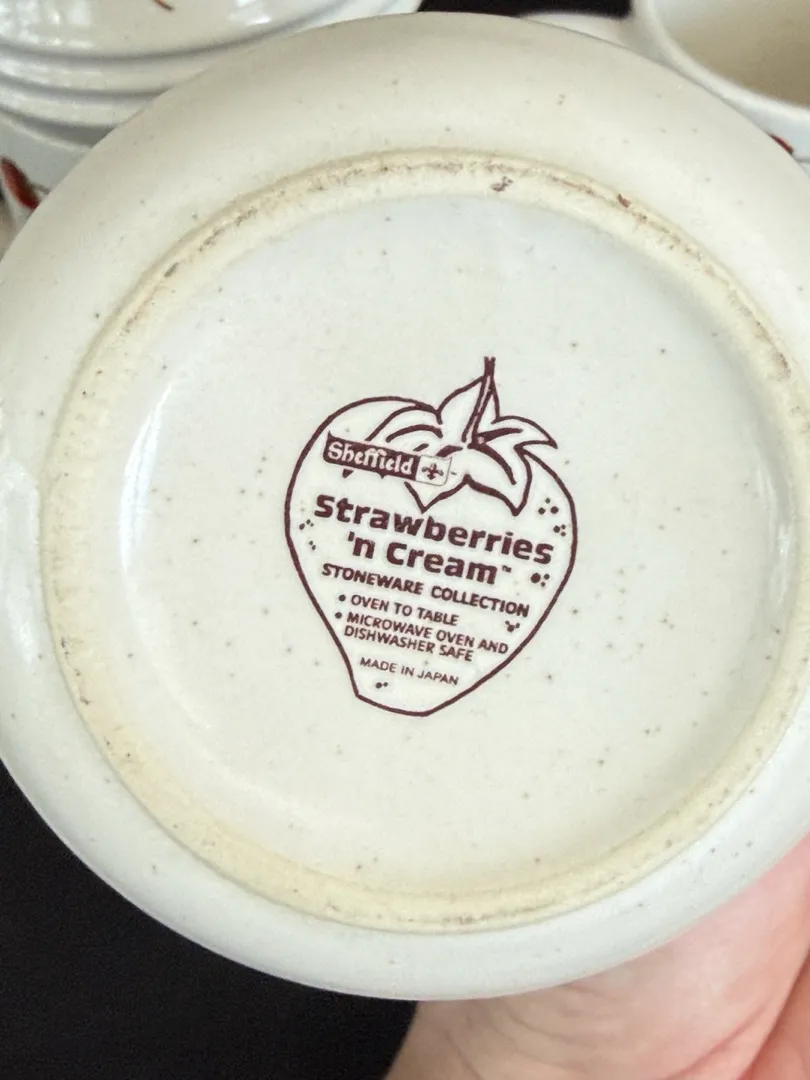 Sheffield
Strawberries
'n Cream™
STONEWARE COLLECTION
• OVEN TO TABLE
• MICROWAVE OVEN AND
DISHWASHER SAFE
MADE IN JAPAN